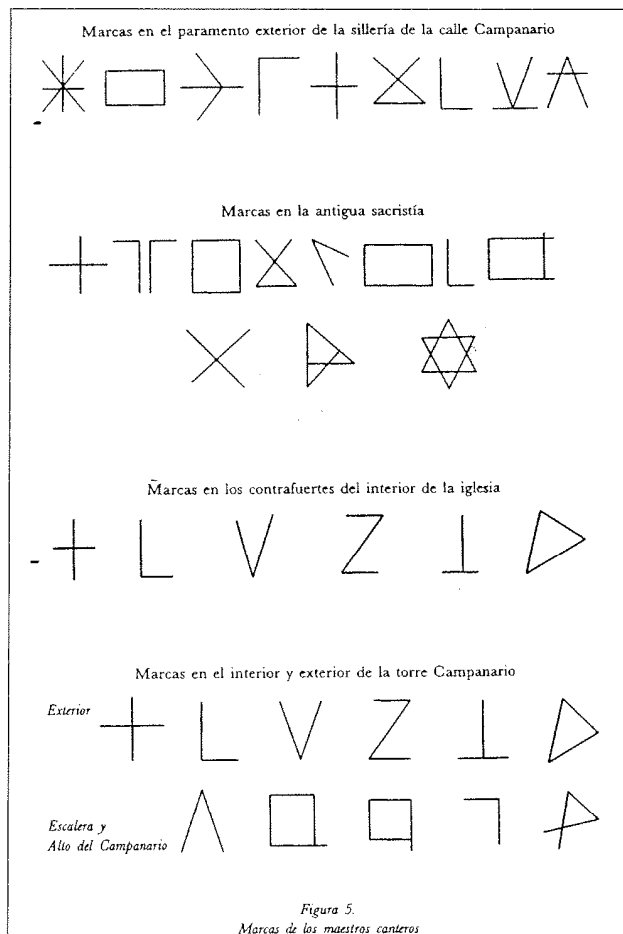 Marcas en el paramento exterior de la sillería de la calle Campanario
Marcas en la antigua sacristía
Marcas en los contrafuertes del interior de la iglesia
Marcas en el interior y exterior de la torre Campanario
Exterior
Escalera y
Alto del Campanario
Figura 5.
Marcas de los maestros canteros